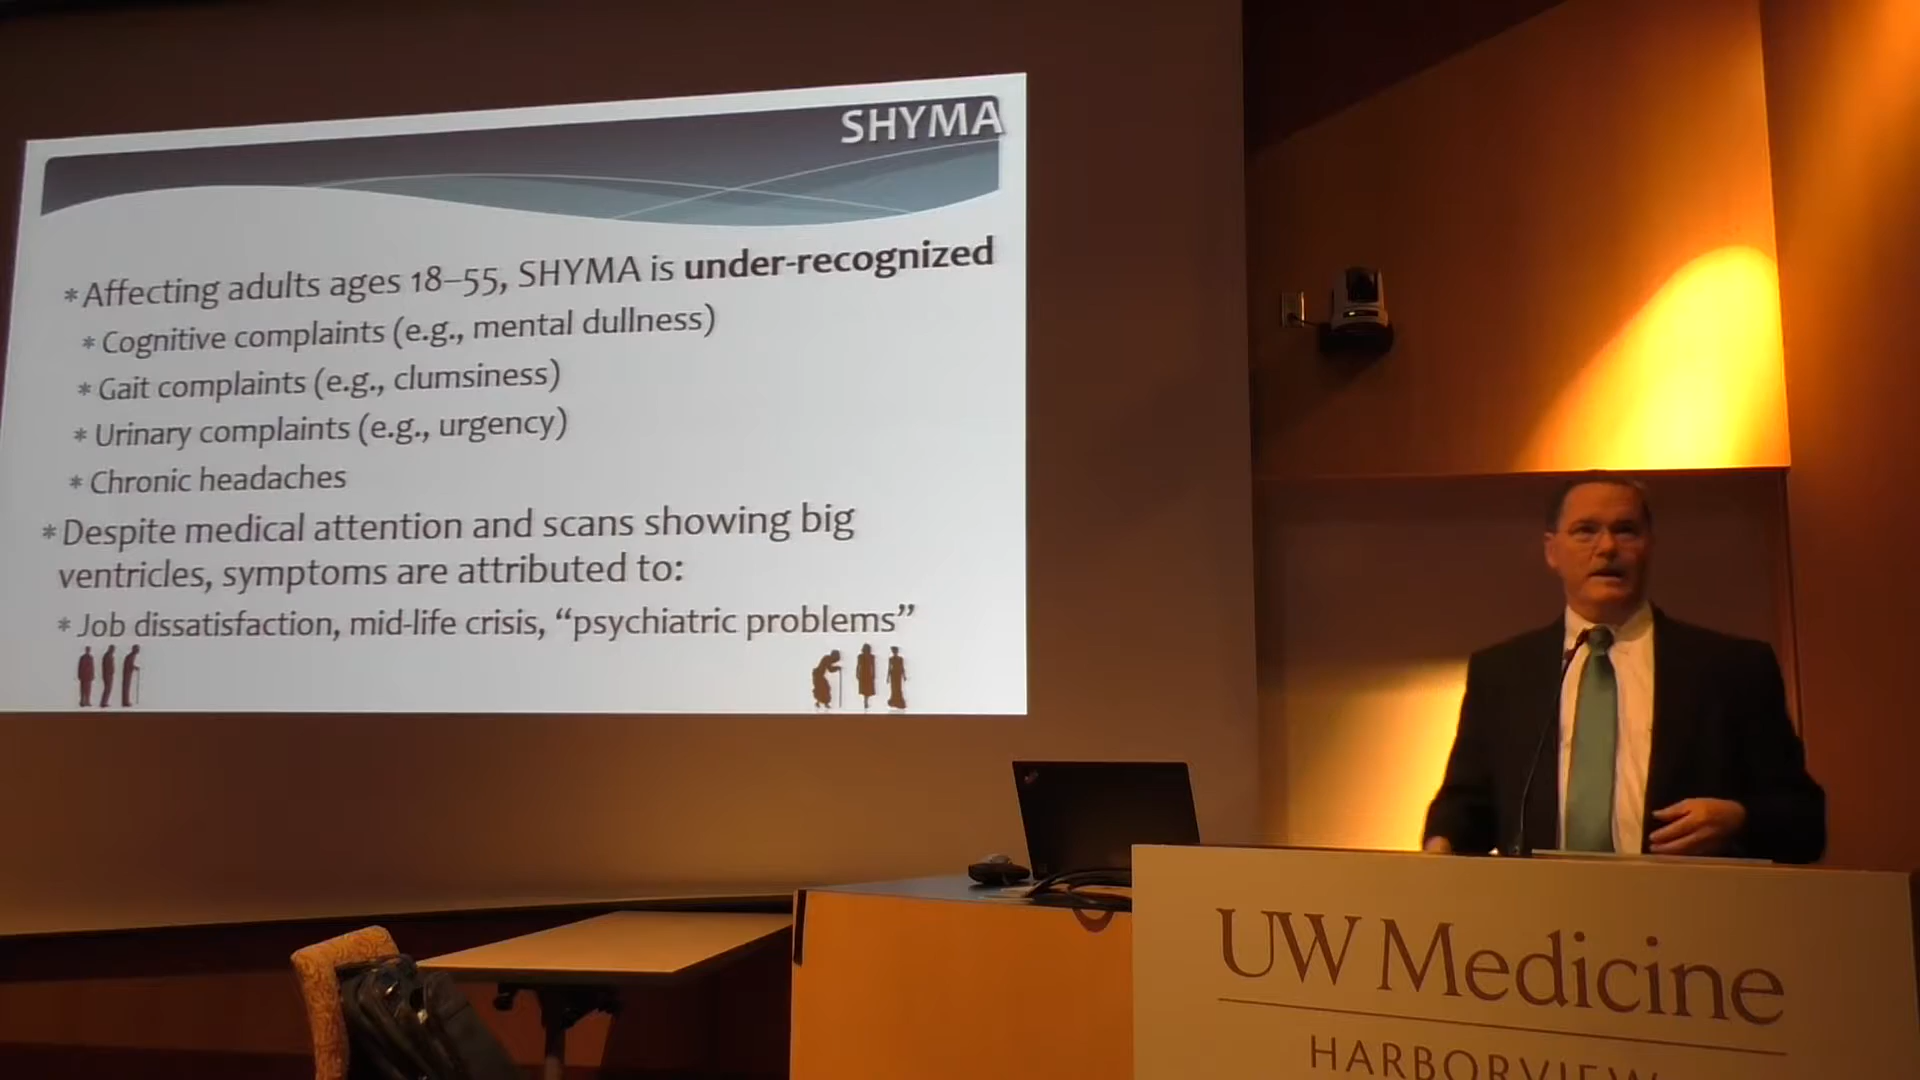 SHYMA
* Affecting adults ages 18–55, SHYMA is under-recognized
* Cognitive complaints (e.g., mental dullness)
* Gait complaints (e.g., clumsiness)
* Urinary complaints (e.g., urgency)
* Chronic headaches
* Despite medical attention and scans showing big
ventricles, symptoms are attributed to:
* Job dissatisfaction, mid-life crisis, “psychiatric problems”
UW Medicine
HARBORVIEW